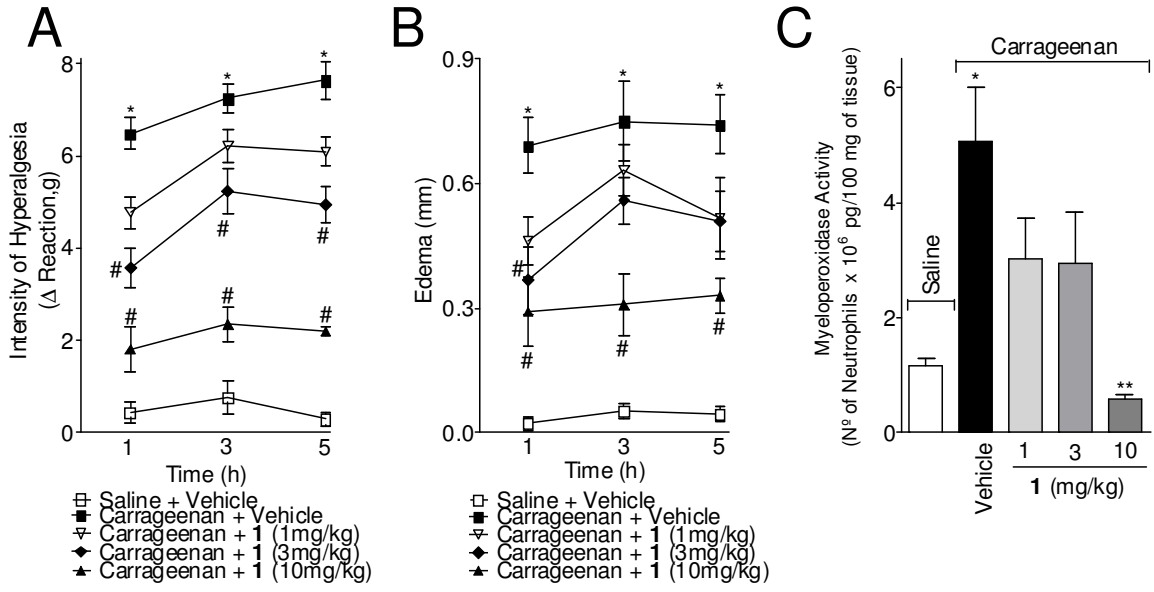 A
Intensity of Hyperalgesia
(Δ Reaction,g)
8
6
4
2
0
*
*
*
#
#
#
#
#
#
1 3 5
Time (h)
Saline + Vehicle
Carrageenan + Vehicle
Carrageenan + 1 (1mg/kg)
Carrageenan + 1 (3mg/kg)
Carrageenan + 1 (10mg/kg)
B
Edema (mm)
0.9
0.6
0.3
0.0
*
*
*
#
#
#
#
1 3 5
Time (h)
Saline + Vehicle
Carrageenan + Vehicle
Carrageenan + 1 (1mg/kg)
Carrageenan + 1 (3mg/kg)
Carrageenan + 1 (10mg/kg)
C
Carrageenan
Myeloperoxidase Activity
(Nº of Neutrophils x 10⁶ pg/100 mg of tissue)
6
4
2
0
Saline
*
**
Vehicle
1 3 10
1 (mg/kg)